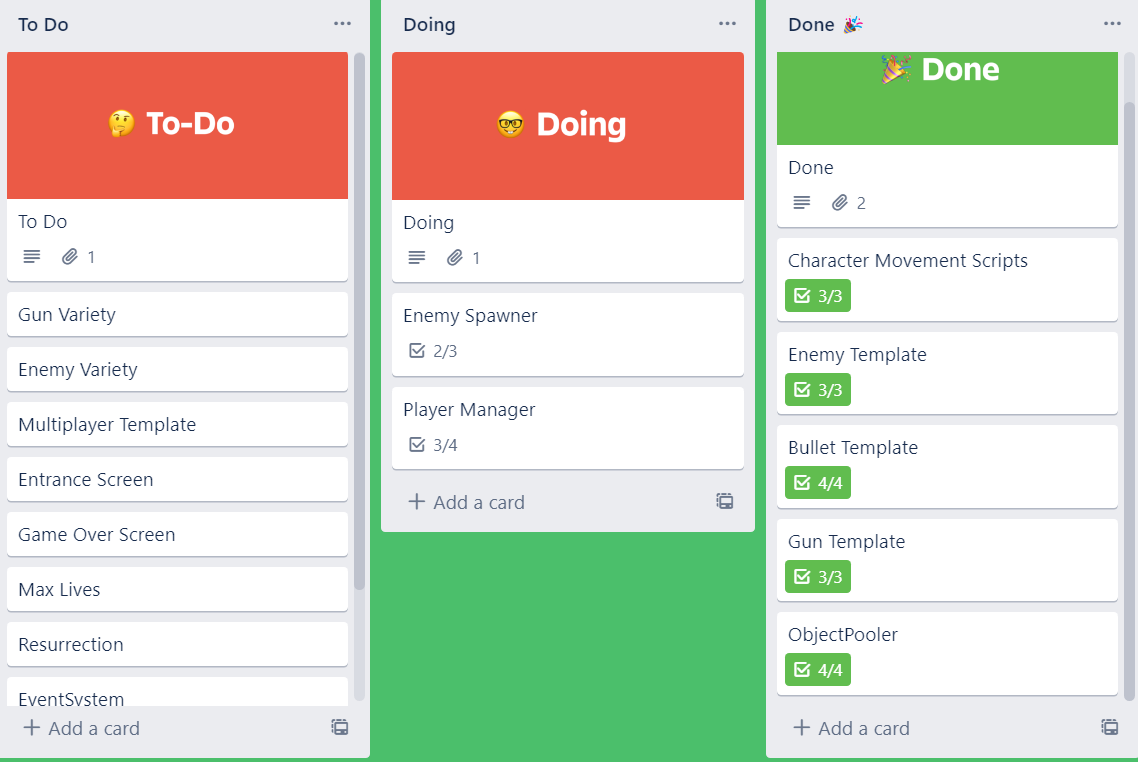 To Do
🤔 To-Do
To Do
1
Gun Variety
Enemy Variety
Multiplayer Template
Entrance Screen
Game Over Screen
Max Lives
Resurrection
EventSystem
+ Add a card
Doing
🤓 Doing
Doing
1
Enemy Spawner
2/3
Player Manager
3/4
+ Add a card
Done 🎉
🎉 Done
Done
2
Character Movement Scripts
3/3
Enemy Template
3/3
Bullet Template
4/4
Gun Template
3/3
ObjectPooler
4/4
+ Add a card